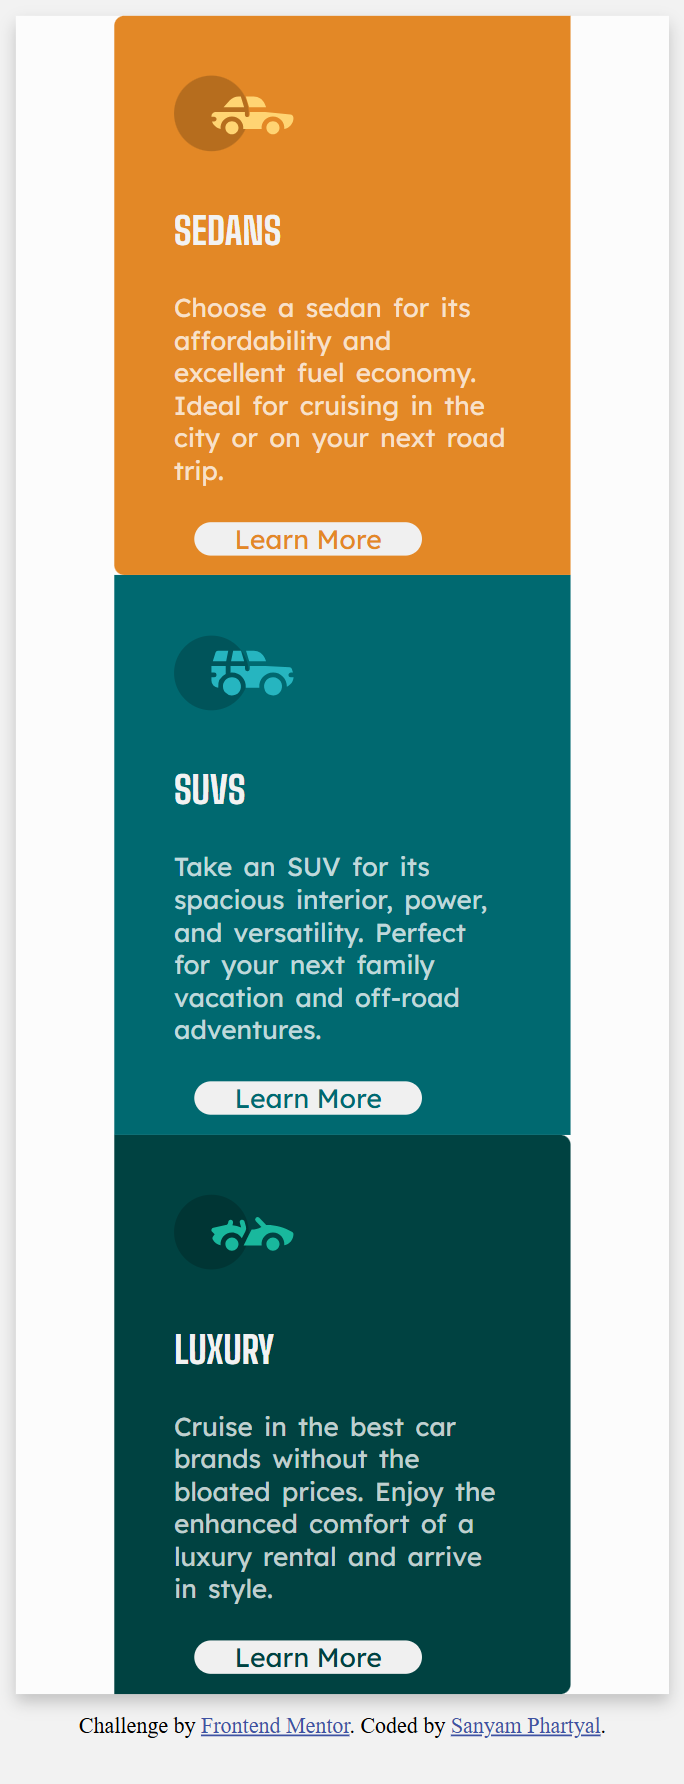 SEDANS
Choose a sedan for its
affordability and
excellent fuel economy.
Ideal for cruising in the
city or on your next road
trip.
Learn More
SUVS
Take an SUV for its
spacious interior, power,
and versatility. Perfect
for your next family
vacation and off-road
adventures.
Learn More
LUXURY
Cruise in the best car
brands without the
bloated prices. Enjoy the
enhanced comfort of a
luxury rental and arrive
in style.
Learn More
Challenge by Frontend Mentor. Coded by Sanyam Phartyal.